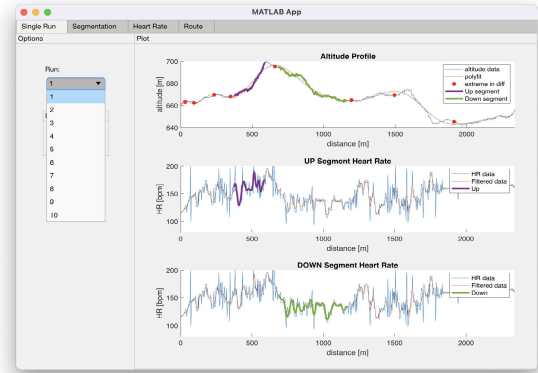 MATLAB App
Single Run Segmentation Heart Rate Route
Options Plot
Run:
1
1
2
4
5
7
8
9
10
Altitude Profile
altitude [m]
700
680
660
640
altitude data
polyfit
extreme in diff
Up segment
Down segment
0 500 1000 1500 2000
distance [m]
UP Segment Heart Rate
HR [bpm]
200
150
100
HR data
Filtered data
Up
0 500 1000 1500 2000
distance [m]
DOWN Segment Heart Rate
HR [bpm]
200
150
100
HR data
Filtered data
Down
0 500 1000 1500 2000
distance [m]